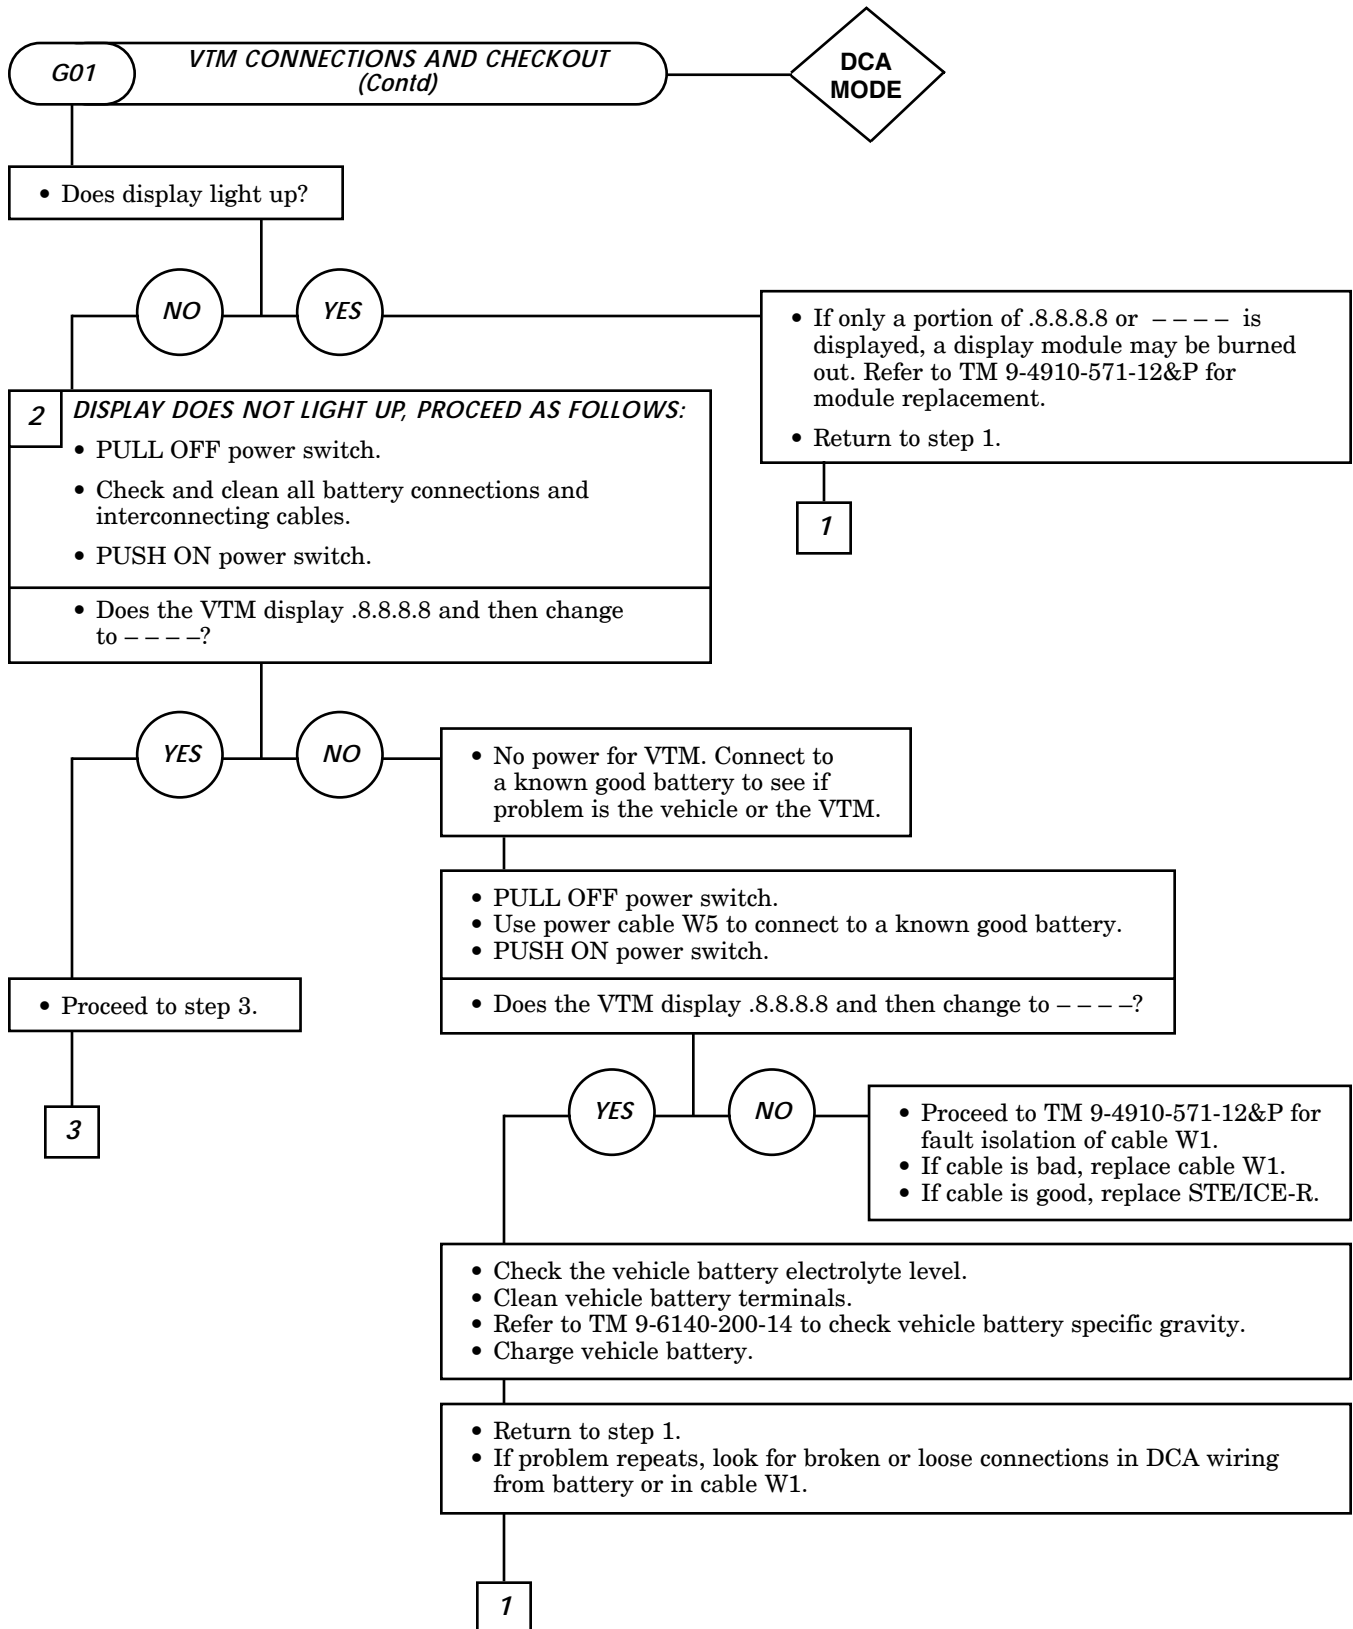 G01
VTM CONNECTIONS AND CHECKOUT
(Contd)
DCA
MODE
• Does display light up?
NO
YES
• If only a portion of .8.8.8.8 or – – – – is
displayed, a display module may be burned
out. Refer to TM 9-4910-571-12&P for
module replacement.
• Return to step 1.
1
2
DISPLAY DOES NOT LIGHT UP, PROCEED AS FOLLOWS:
• PULL OFF power switch.
• Check and clean all battery connections and
interconnecting cables.
• PUSH ON power switch.
• Does the VTM display .8.8.8.8 and then change
to – – – –?
YES
NO
• No power for VTM. Connect to
a known good battery to see if
problem is the vehicle or the VTM.
• PULL OFF power switch.
• Use power cable W5 to connect to a known good battery.
• PUSH ON power switch.
• Does the VTM display .8.8.8.8 and then change to – – – –?
• Proceed to step 3.
3
YES
NO
• Proceed to TM 9-4910-571-12&P for
fault isolation of cable W1.
• If cable is bad, replace cable W1.
• If cable is good, replace STE/ICE-R.
• Check the vehicle battery electrolyte level.
• Clean vehicle battery terminals.
• Refer to TM 9-6140-200-14 to check vehicle battery specific gravity.
• Charge vehicle battery.
• Return to step 1.
• If problem repeats, look for broken or loose connections in DCA wiring
from battery or in cable W1.
1